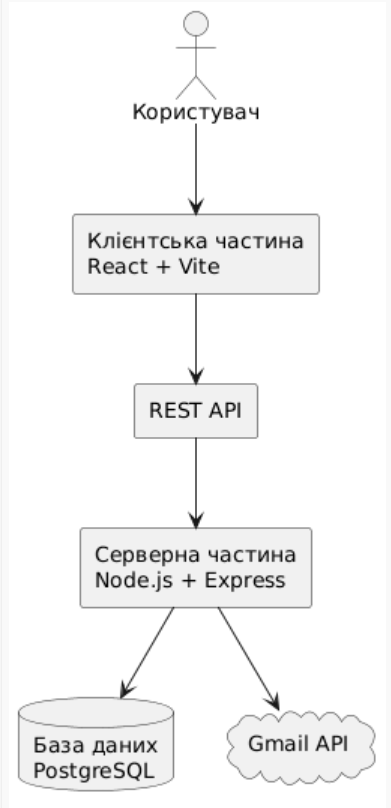 Користувач
Клієнтська частина
React + Vite
REST API
Серверна частина
Node.js + Express
База даних
PostgreSQL
Gmail API